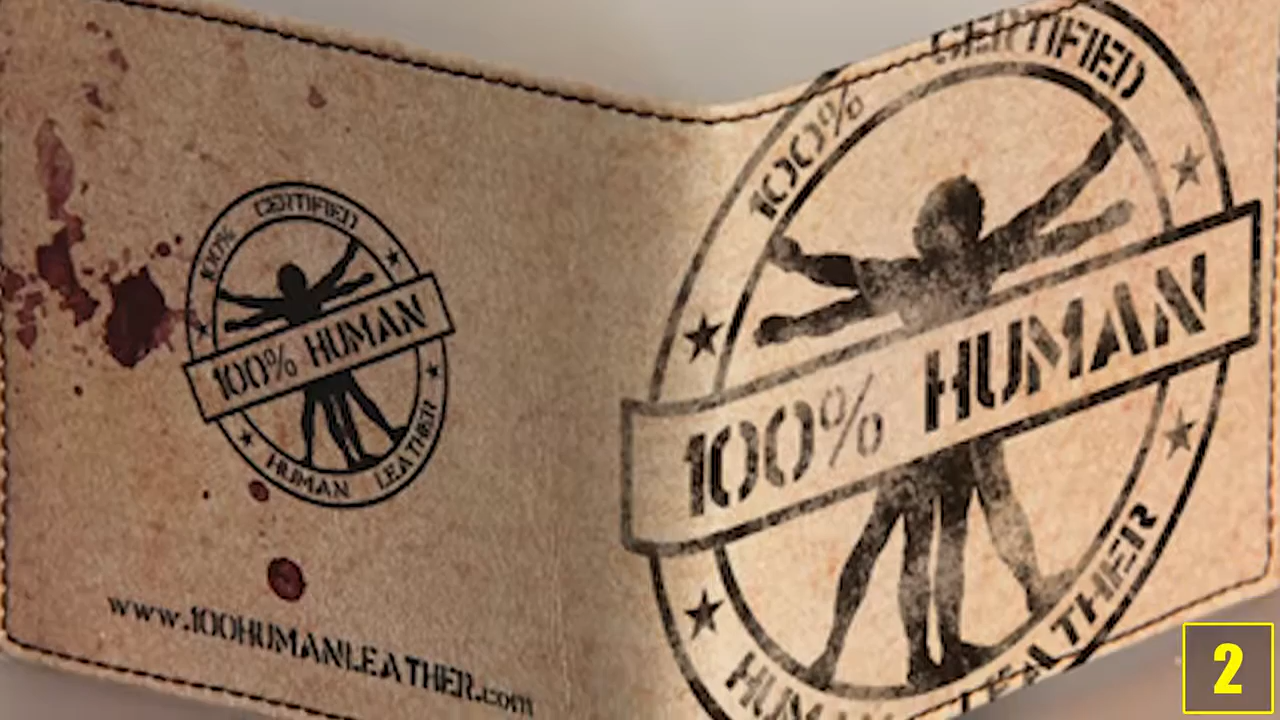 100% CERTIFIED
100% HUMAN
HUMAN LEATHER
www.100HUMANLEATHER.com
100% CERTIFIED
100% HUMAN
HUMAN LEATHER
2